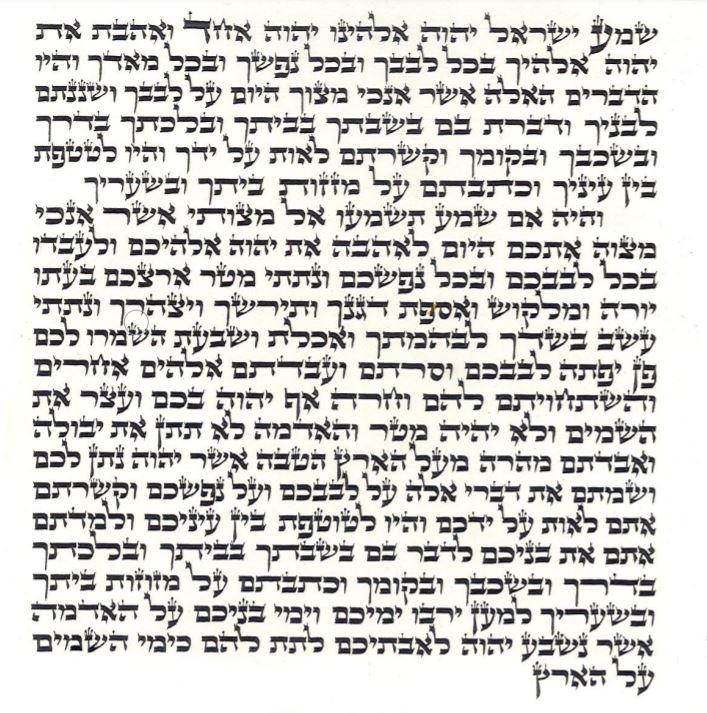 שמע ישראל יהוה אלהינו יהוה אחד ואהבת את
יהוה אלהיך בכל לבבך ובכל נפשך ובכל מאדך והיו
הדברים האלה אשר אנכי מצוך היום על לבבך ושננתם
לבניך ודברת בם בשבתך בביתך ובלכתך בדרך
ובשכבך ובקומך וקשרתם לאות על ידך והיו לטטפת
בין עיניך וכתבתם על מזזות ביתך ובשעריך
והיה אם שמע תשמעו אל מצותי אשר אנכי
מצוה אתכם היום לאהבה את יהוה אלהיכם ולעבדו
בכל לבבכם ובכל נפשכם ונתתי מטר ארצכם בעתו
יורה ומלקוש ואספת דגנך ותירשך ויצהרך ונתתי
עשב בשדך לבהמתך ואכלת ושבעת השמרו לכם
פן יפתה לבבכם וסרתם ועבדתם אלהים אחרים
והשתחויתם להם וחרה אף יהוה בכם ועצר את
השמים ולא יהיה מטר והאדמה לא תתן את יבולה
ואבדתם מהרה מעל הארץ הטבה אשר יהוה נתן לכם
ושמתם את דברי אלה על לבבכם ועל נפשכם וקשרתם
אתם לאות על ידכם והיו לטוטפת בין עיניכם ולמדתם
אתם את בניכם לדבר בם בשבתך בביתך ובלכתך
בדרך ובשכבך ובקומך וכתבתם על מזוזות ביתך
ובשעריך למען ירבו ימיכם וימי בניכם על האדמה
אשר נשבע יהוה לאבתיכם לתת להם כימי השמים
על הארץ